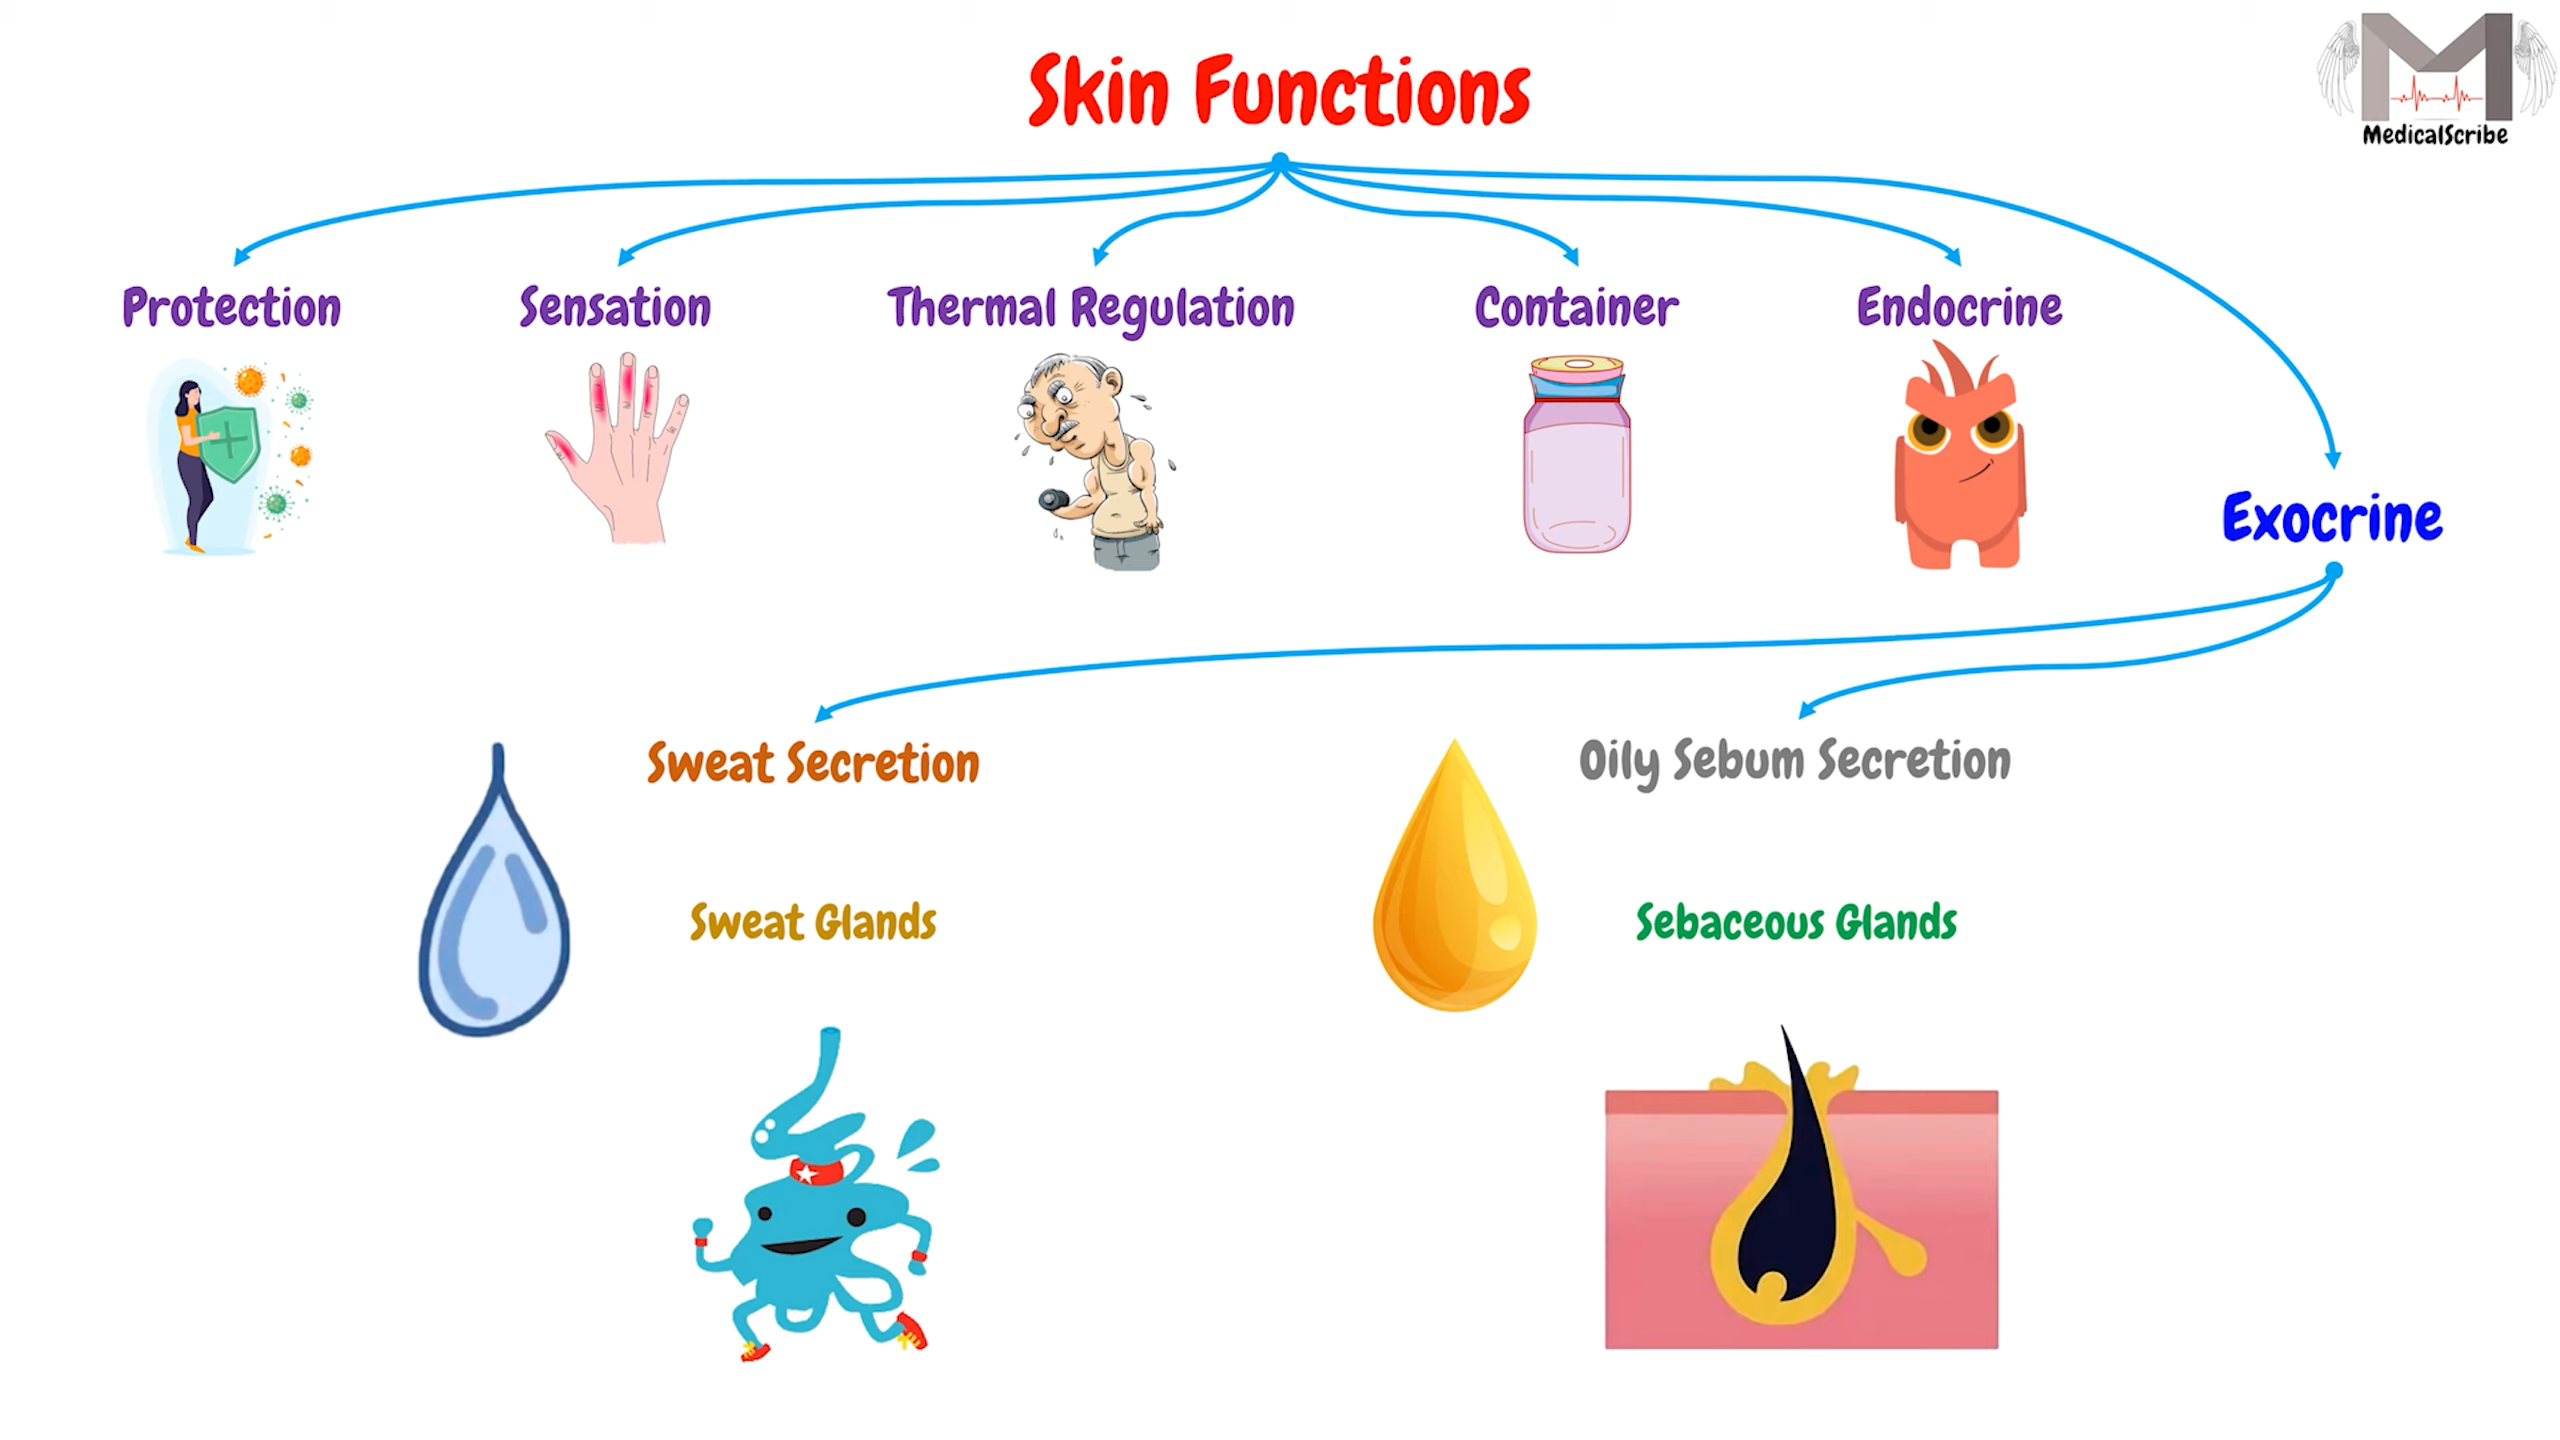 Skin Functions
MedicalScribe
Protection
Sensation
Thermal Regulation
Container
Endocrine
Exocrine
Sweat Secretion
Oily Sebum Secretion
Sweat Glands
Sebaceous Glands